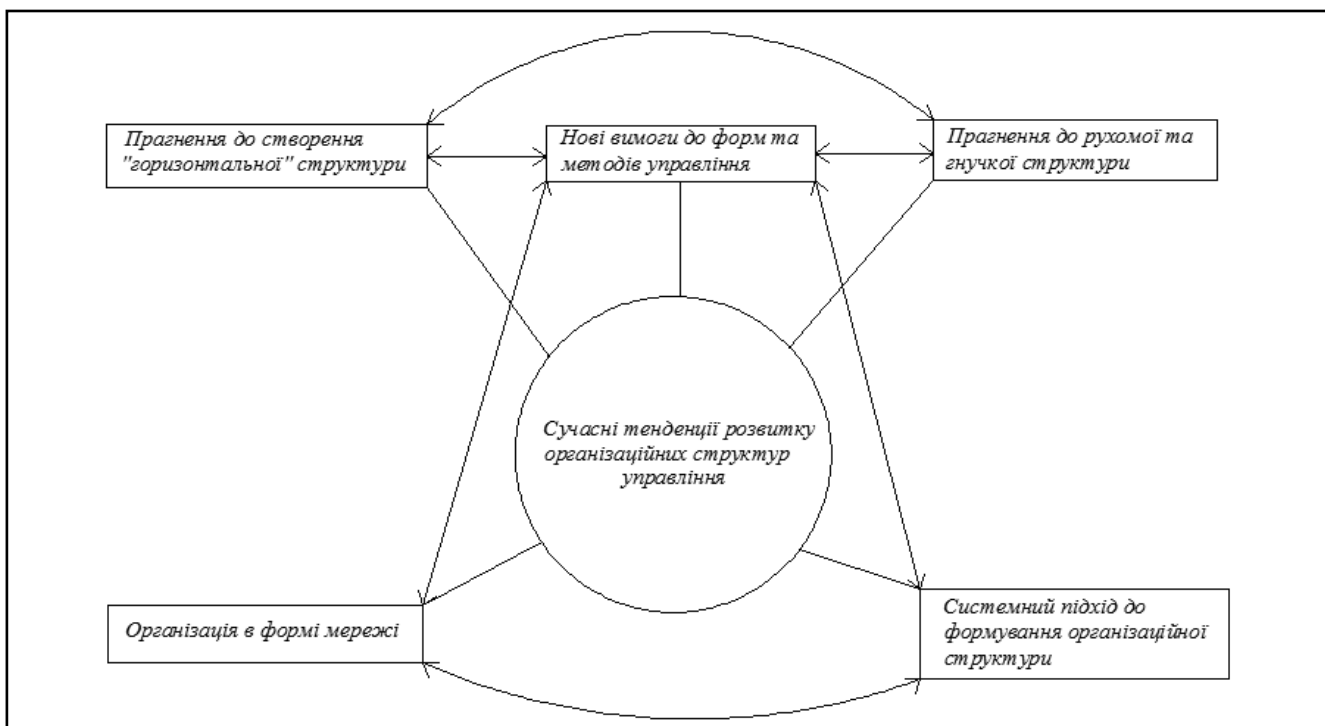 Прагнення до створення
"горизонтальної" структури
Нові вимоги до форм та
методів управління
Прагнення до рухомої та
гнучкої структури
Сучасні тенденції розвитку
організаційних структур
управління
Організація в формі мережі
Системний підхід до
формування організаційної
структури